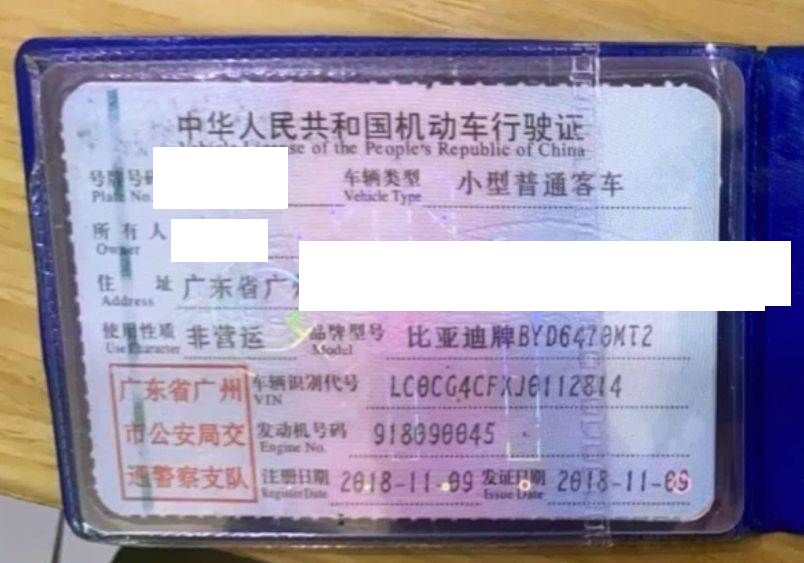 中华人民共和国机动车行驶证
Vehicle License of the People's Republic of China
号牌号码 车辆类型 小型普通客车
Plate No. Vehicle Type
所有人
Owner
住址 广东省广
Address
使用性质 非营运 品牌型号 比亚迪牌BYD6470MT2
Use Character Model
广东省广州 车辆识别代号 LC0CG4CFXJ0112814
VIN
市公安局交 发动机号码 918090045
Engine No.
通警察支队 注册日期 2018-11-09 发证日期 2018-11-09
Register Date Issue Date